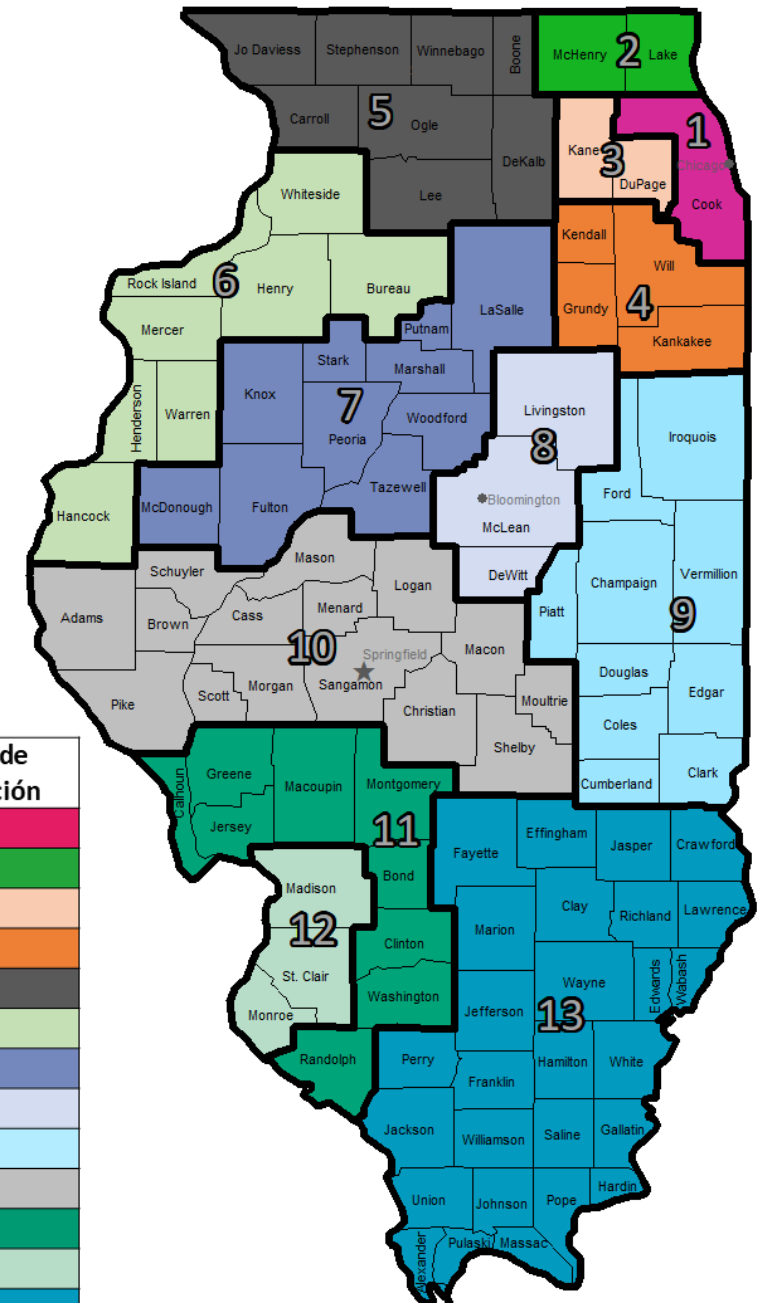 Jo Daviess
Stephenson
Winnebago
Boone
McHenry
2
Lake
Carroll
5
Ogle
DeKalb
Lee
Kane
3
DuPage
1
Chicago
Cook
Whiteside
Rock Island
6
Henry
Bureau
Mercer
Henderson
Warren
Hancock
Kendall
Will
Grundy
4
Kankakee
LaSalle
Putnam
Stark
Marshall
Knox
7
Peoria
Woodford
McDonough
Fulton
Tazewell
Livingston
8
Bloomington
McLean
DeWitt
Iroquois
Ford
Champaign
Vermillion
Piatt
9
Douglas
Edgar
Coles
Cumberland
Clark
Schuyler
Mason
Logan
Adams
Brown
Cass
Menard
10
Springfield
Macon
Pike
Scott
Morgan
Sangamon
Christian
Moultrie
Shelby
de
ción
Calhoun
Greene
Macoupin
Montgomery
Jersey
11
Bond
Clinton
Washington
Randolph
Madison
12
St. Clair
Monroe
Fayette
Effingham
Jasper
Crawford
Marion
Clay
Richland
Lawrence
Wayne
Edwards
Wabash
Jefferson
13
Perry
Franklin
Hamilton
White
Jackson
Williamson
Saline
Gallatin
Union
Johnson
Pope
Hardin
Alexander
Pulaski
Massac